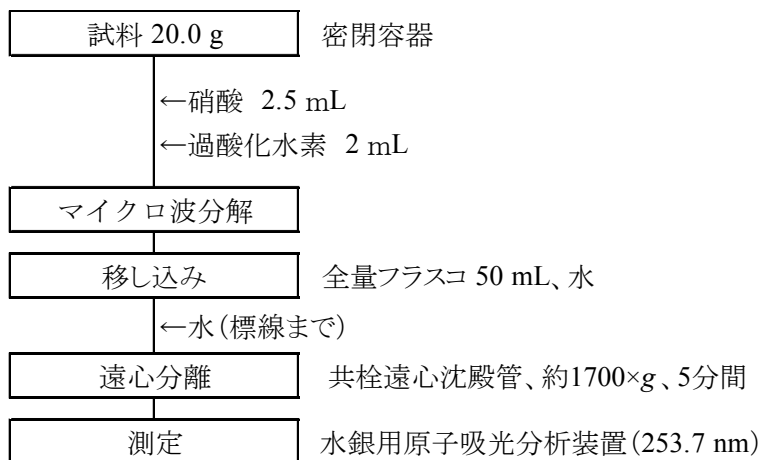 試料 20.0 g 密閉容器
←硝酸 2.5 mL
←過酸化水素 2 mL
マイクロ波分解
移し込み 全量フラスコ 50 mL、水
←水(標線まで)
遠心分離 共栓遠心沈殿管、約1700×g、5分間
測定 水銀用原子吸光分析装置(253.7 nm)